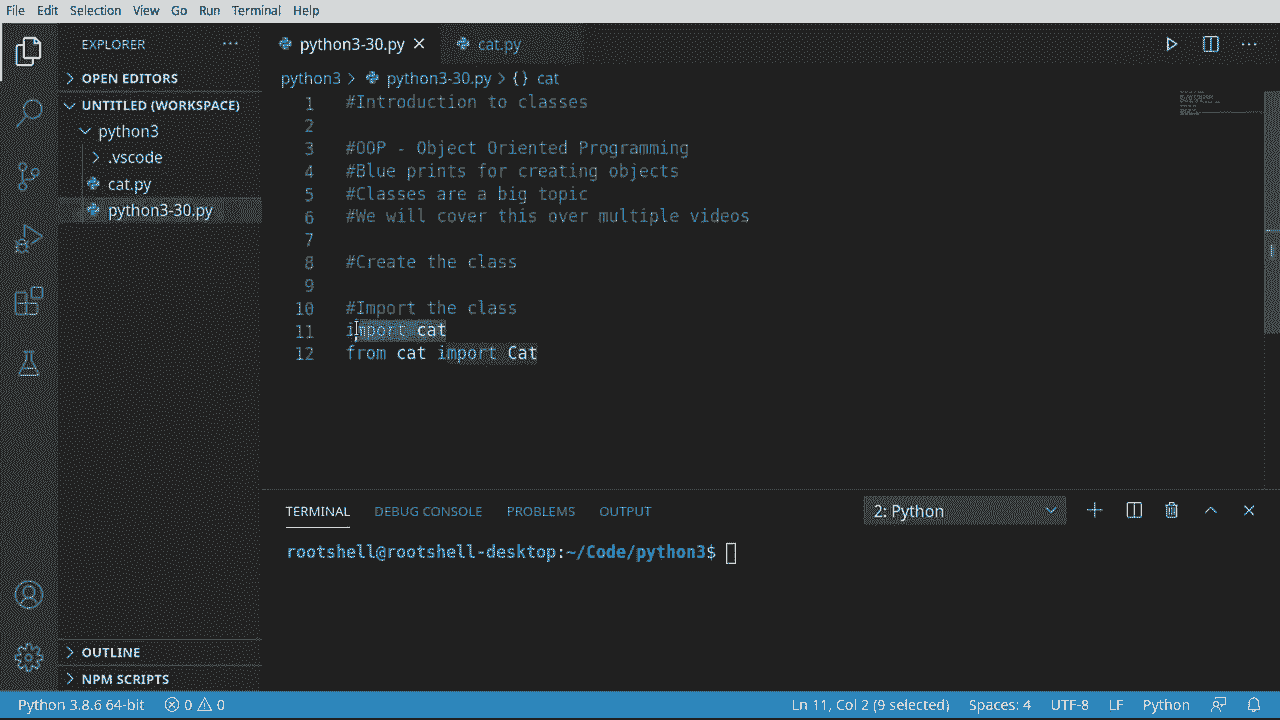 File Edit Selection View Go Run Terminal Help
EXPLORER
python3-30.py
cat.py
OPEN EDITORS
UNTITLED (WORKSPACE)
python3
.vscode
cat.py
python3-30.py
python3 > python3-30.py > {} cat
1 #Introduction to classes
2
3 #OOP - Object Oriented Programming
4 #Blue prints for creating objects
5 #Classes are a big topic
6 #We will cover this over multiple videos
7
8 #Create the class
9
10 #Import the class
11 import cat
12 from cat import Cat
TERMINAL DEBUG CONSOLE PROBLEMS OUTPUT 2: Python
rootshell@rootshell-desktop:~/Code/python3$
OUTLINE
NPM SCRIPTS
Python 3.8.6 64-bit 0 0 Ln 11, Col 2 (9 selected) Spaces: 4 UTF-8 LF Python